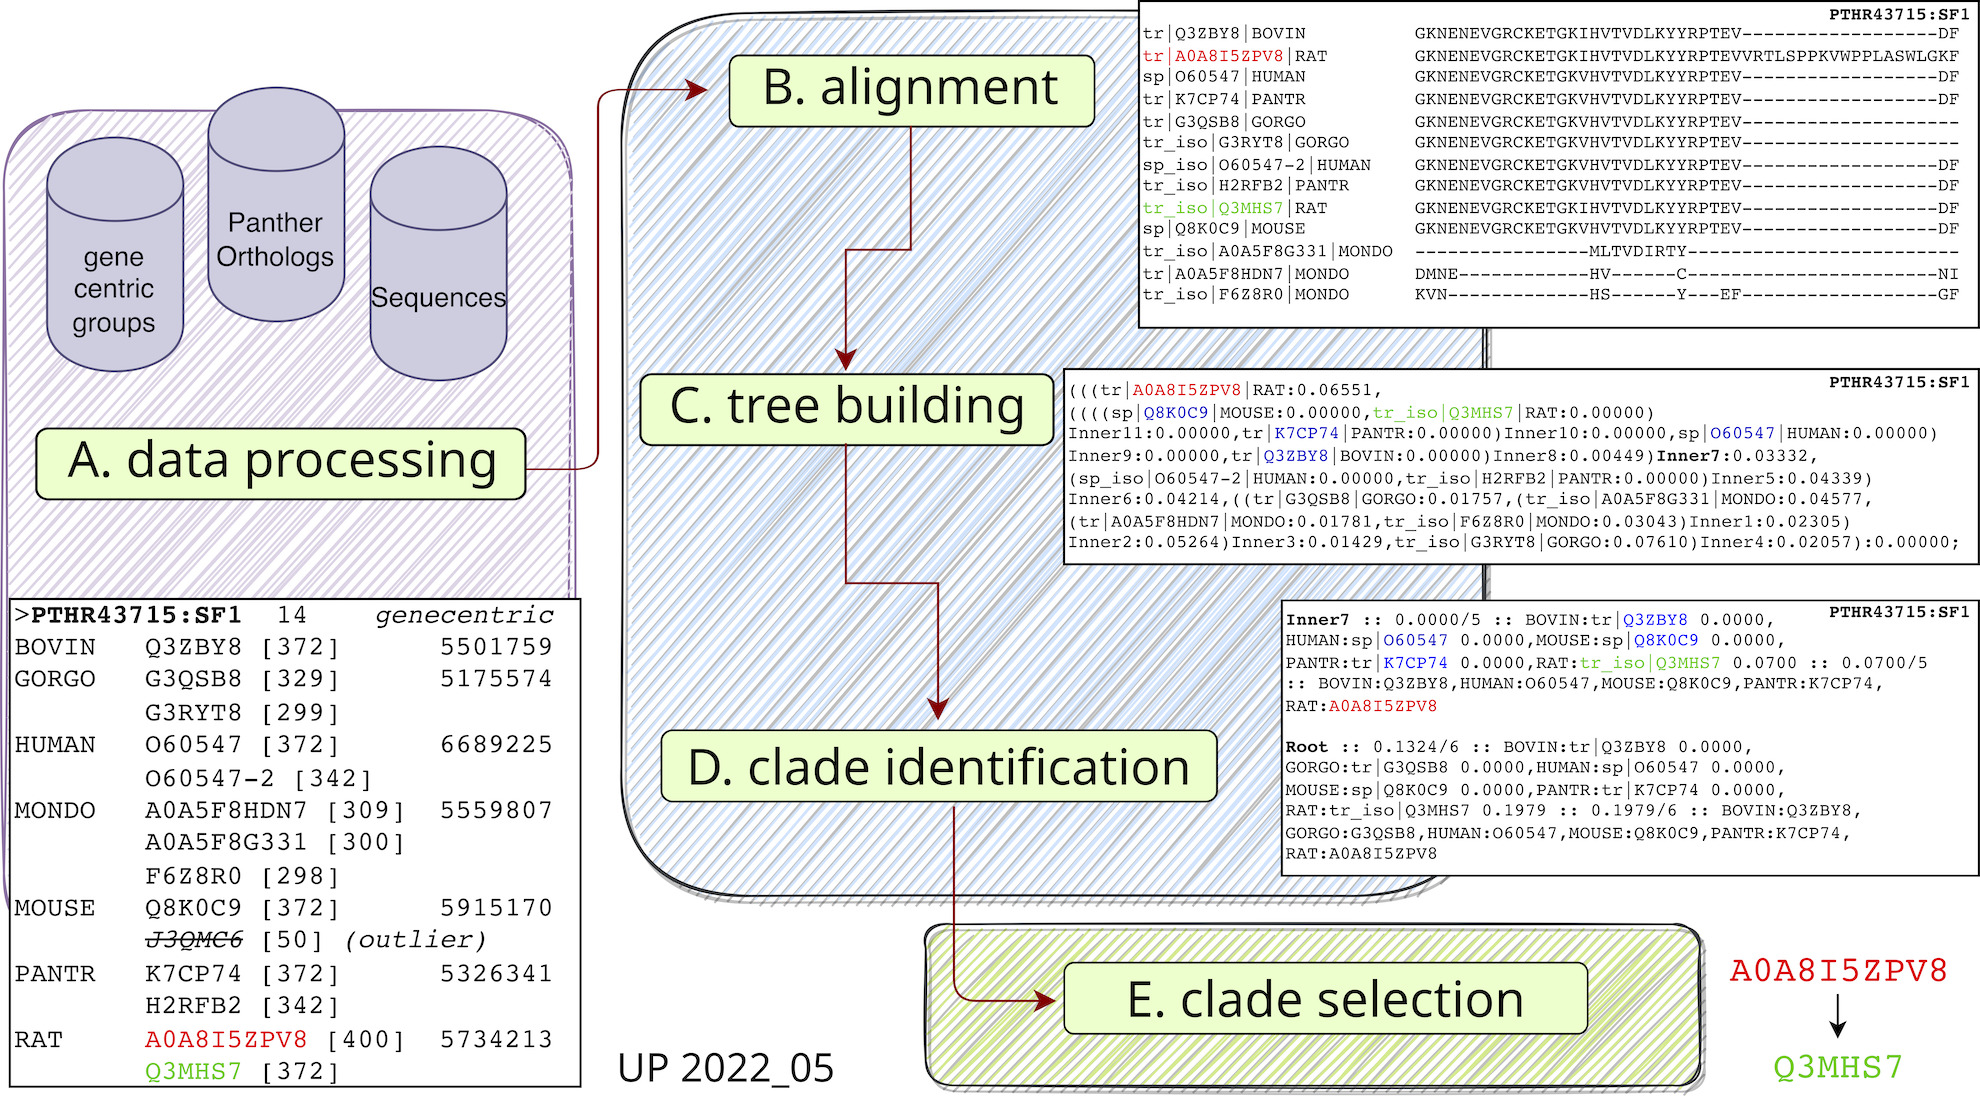 gene
centric
groups
Panther
Orthologs
Sequences
A. data processing
>PTHR43715:SF1 14 genecentric
BOVIN Q3ZBY8 [372] 5501759
GORGO G3QSB8 [329] 5175574
G3RYT8 [299]
HUMAN O60547 [372] 6689225
O60547-2 [342]
MONDO A0A5F8HDN7 [309] 5559807
A0A5F8G331 [300]
F6Z8R0 [298]
MOUSE Q8K0C9 [372] 5915170
J3QMC6 [50] (outlier)
PANTR K7CP74 [372] 5326341
H2RFB2 [342]
RAT A0A8I5ZPV8 [400] 5734213
Q3MHS7 [372]
UP 2022_05
B. alignment
PTHR43715:SF1
tr|Q3ZBY8|BOVIN GKNENEVGRCKETGKIHVTVDLKYYRPTEV------------------DF
tr|A0A8I5ZPV8|RAT GKNENEVGRCKETGKIHVTVDLKYYRPTEVVRTLSPPKVWPPLASWLGKF
sp|O60547|HUMAN GKNENEVGRCKETGKVHVTVDLKYYRPTEV------------------DF
tr|K7CP74|PANTR GKNENEVGRCKETGKVHVTVDLKYYRPTEV------------------DF
tr|G3QSB8|GORGO GKNENEVGRCKETGKVHVTVDLKYYRPTEV--------------------
tr_iso|G3RYT8|GORGO GKNENEVGRCKETGKVHVTVDLKYYRPTEV--------------------
sp_iso|O60547-2|HUMAN GKNENEVGRCKETGKVHVTVDLKYYRPTEV------------------DF
tr_iso|H2RFB2|PANTR GKNENEVGRCKETGKVHVTVDLKYYRPTEV------------------DF
tr_iso|Q3MHS7|RAT GKNENEVGRCKETGKIHVTVDLKYYRPTEV------------------DF
sp|Q8K0C9|MOUSE GKNENEVGRCKETGKIHVTVDLKYYRPTEV------------------DF
tr_iso|A0A5F8G331|MONDO ----------------MLTVDIRTY-------------------------
tr|A0A5F8HDN7|MONDO DMNE------------HV------C-----------------------NI
tr_iso|F6Z8R0|MONDO KVN-------------HS------Y---EF------------------GF
C. tree building
PTHR43715:SF1
(((tr|A0A8I5ZPV8|RAT:0.06551,
((((sp|Q8K0C9|MOUSE:0.00000,tr_iso|Q3MHS7|RAT:0.00000)
Inner11:0.00000,tr|K7CP74|PANTR:0.00000)Inner10:0.00000,sp|O60547|HUMAN:0.00000)
Inner9:0.00000,tr|Q3ZBY8|BOVIN:0.00000)Inner8:0.00449)Inner7:0.03332,
(sp_iso|O60547-2|HUMAN:0.00000,tr_iso|H2RFB2|PANTR:0.00000)Inner5:0.04339)
Inner6:0.04214,((tr|G3QSB8|GORGO:0.01757,(tr_iso|A0A5F8G331|MONDO:0.04577,
(tr|A0A5F8HDN7|MONDO:0.01781,tr_iso|F6Z8R0|MONDO:0.03043)Inner1:0.02305)
Inner2:0.05264)Inner3:0.01429,tr_iso|G3RYT8|GORGO:0.07610)Inner4:0.02057):0.00000;
D. clade identification
PTHR43715:SF1
Inner7 :: 0.0000/5 :: BOVIN:tr|Q3ZBY8 0.0000,
HUMAN:sp|O60547 0.0000,MOUSE:sp|Q8K0C9 0.0000,
PANTR:tr|K7CP74 0.0000,RAT:tr_iso|Q3MHS7 0.0700 :: 0.0700/5
:: BOVIN:Q3ZBY8,HUMAN:O60547,MOUSE:Q8K0C9,PANTR:K7CP74,
RAT:A0A8I5ZPV8
Root :: 0.1324/6 :: BOVIN:tr|Q3ZBY8 0.0000,
GORGO:tr|G3QSB8 0.0000,HUMAN:sp|O60547 0.0000,
MOUSE:sp|Q8K0C9 0.0000,PANTR:tr|K7CP74 0.0000,
RAT:tr_iso|Q3MHS7 0.1979 :: 0.1979/6 :: BOVIN:Q3ZBY8,
GORGO:G3QSB8,HUMAN:O60547,MOUSE:Q8K0C9,PANTR:K7CP74,
RAT:A0A8I5ZPV8
E. clade selection
A0A8I5ZPV8
Q3MHS7